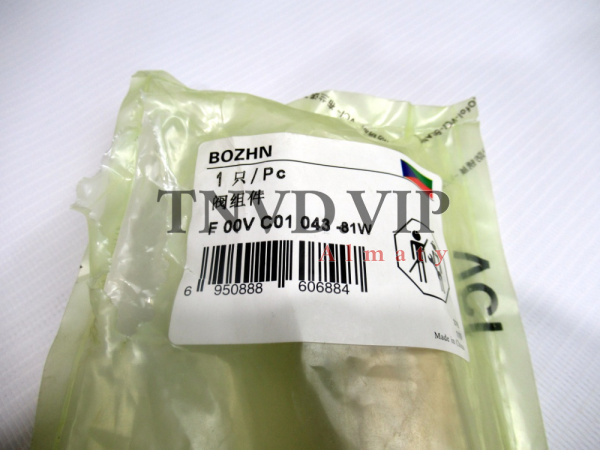 BOZHN
1 只/Pc
阀组件
F 00V C01 043 -81W
6 950888 606884
Made in
TNVD VIP
Almaty
VCI